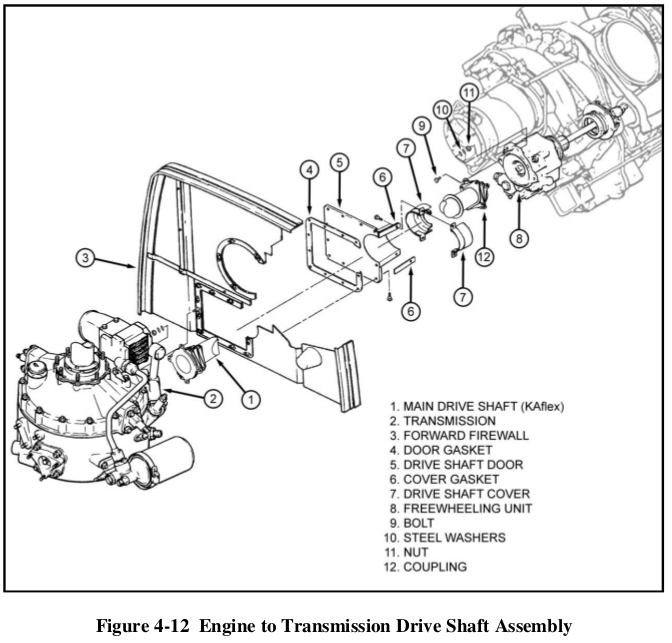 11
10
9
7
6
5
4
3
8
12
7
6
1
2
1. MAIN DRIVE SHAFT (KAflex)
2. TRANSMISSION
3. FORWARD FIREWALL
4. DOOR GASKET
5. DRIVE SHAFT DOOR
6. COVER GASKET
7. DRIVE SHAFT COVER
8. FREEWHEELING UNIT
9. BOLT
10. STEEL WASHERS
11. NUT
12. COUPLING
Figure 4-12 Engine to Transmission Drive Shaft Assembly